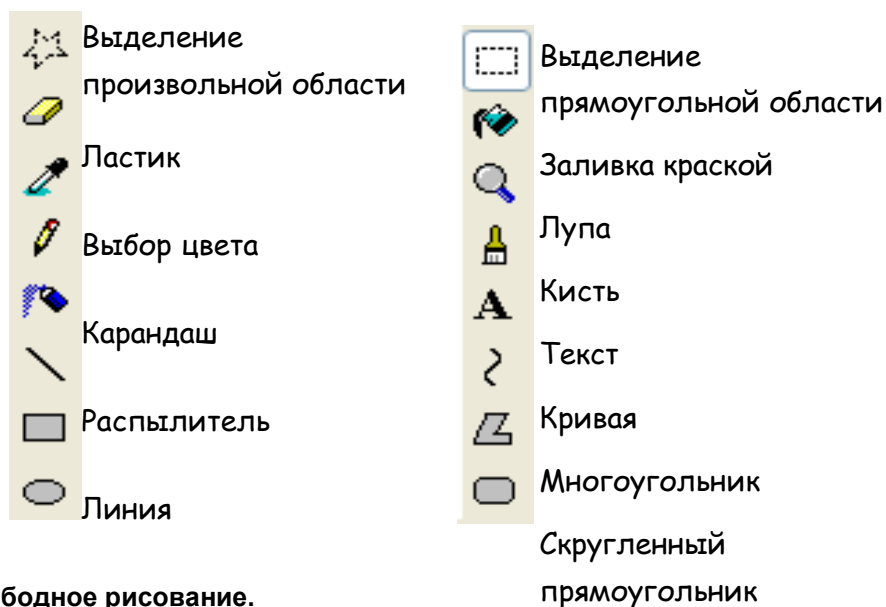 Выделение
произвольной области
Ластик
Выбор цвета
Карандаш
Распылитель
Линия
Выделение
прямоугольной области
Заливка краской
Лупа
Кисть
Текст
Кривая
Многоугольник
Скругленный
прямоугольник
бодное рисование.